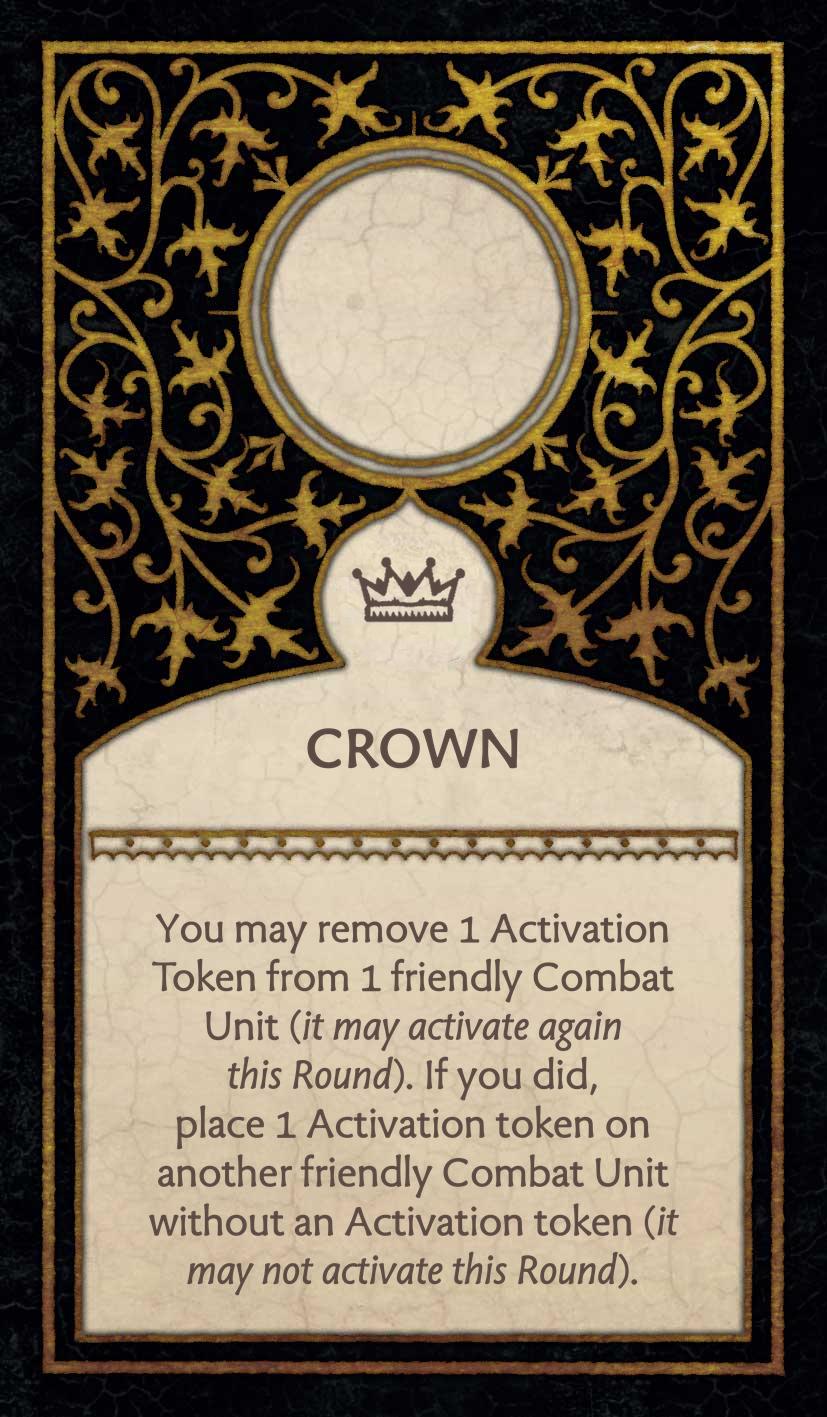 CROWN
You may remove 1 Activation
Token from 1 friendly Combat
Unit (it may activate again
this Round). If you did,
place 1 Activation token on
another friendly Combat Unit
without an Activation token (it
may not activate this Round).